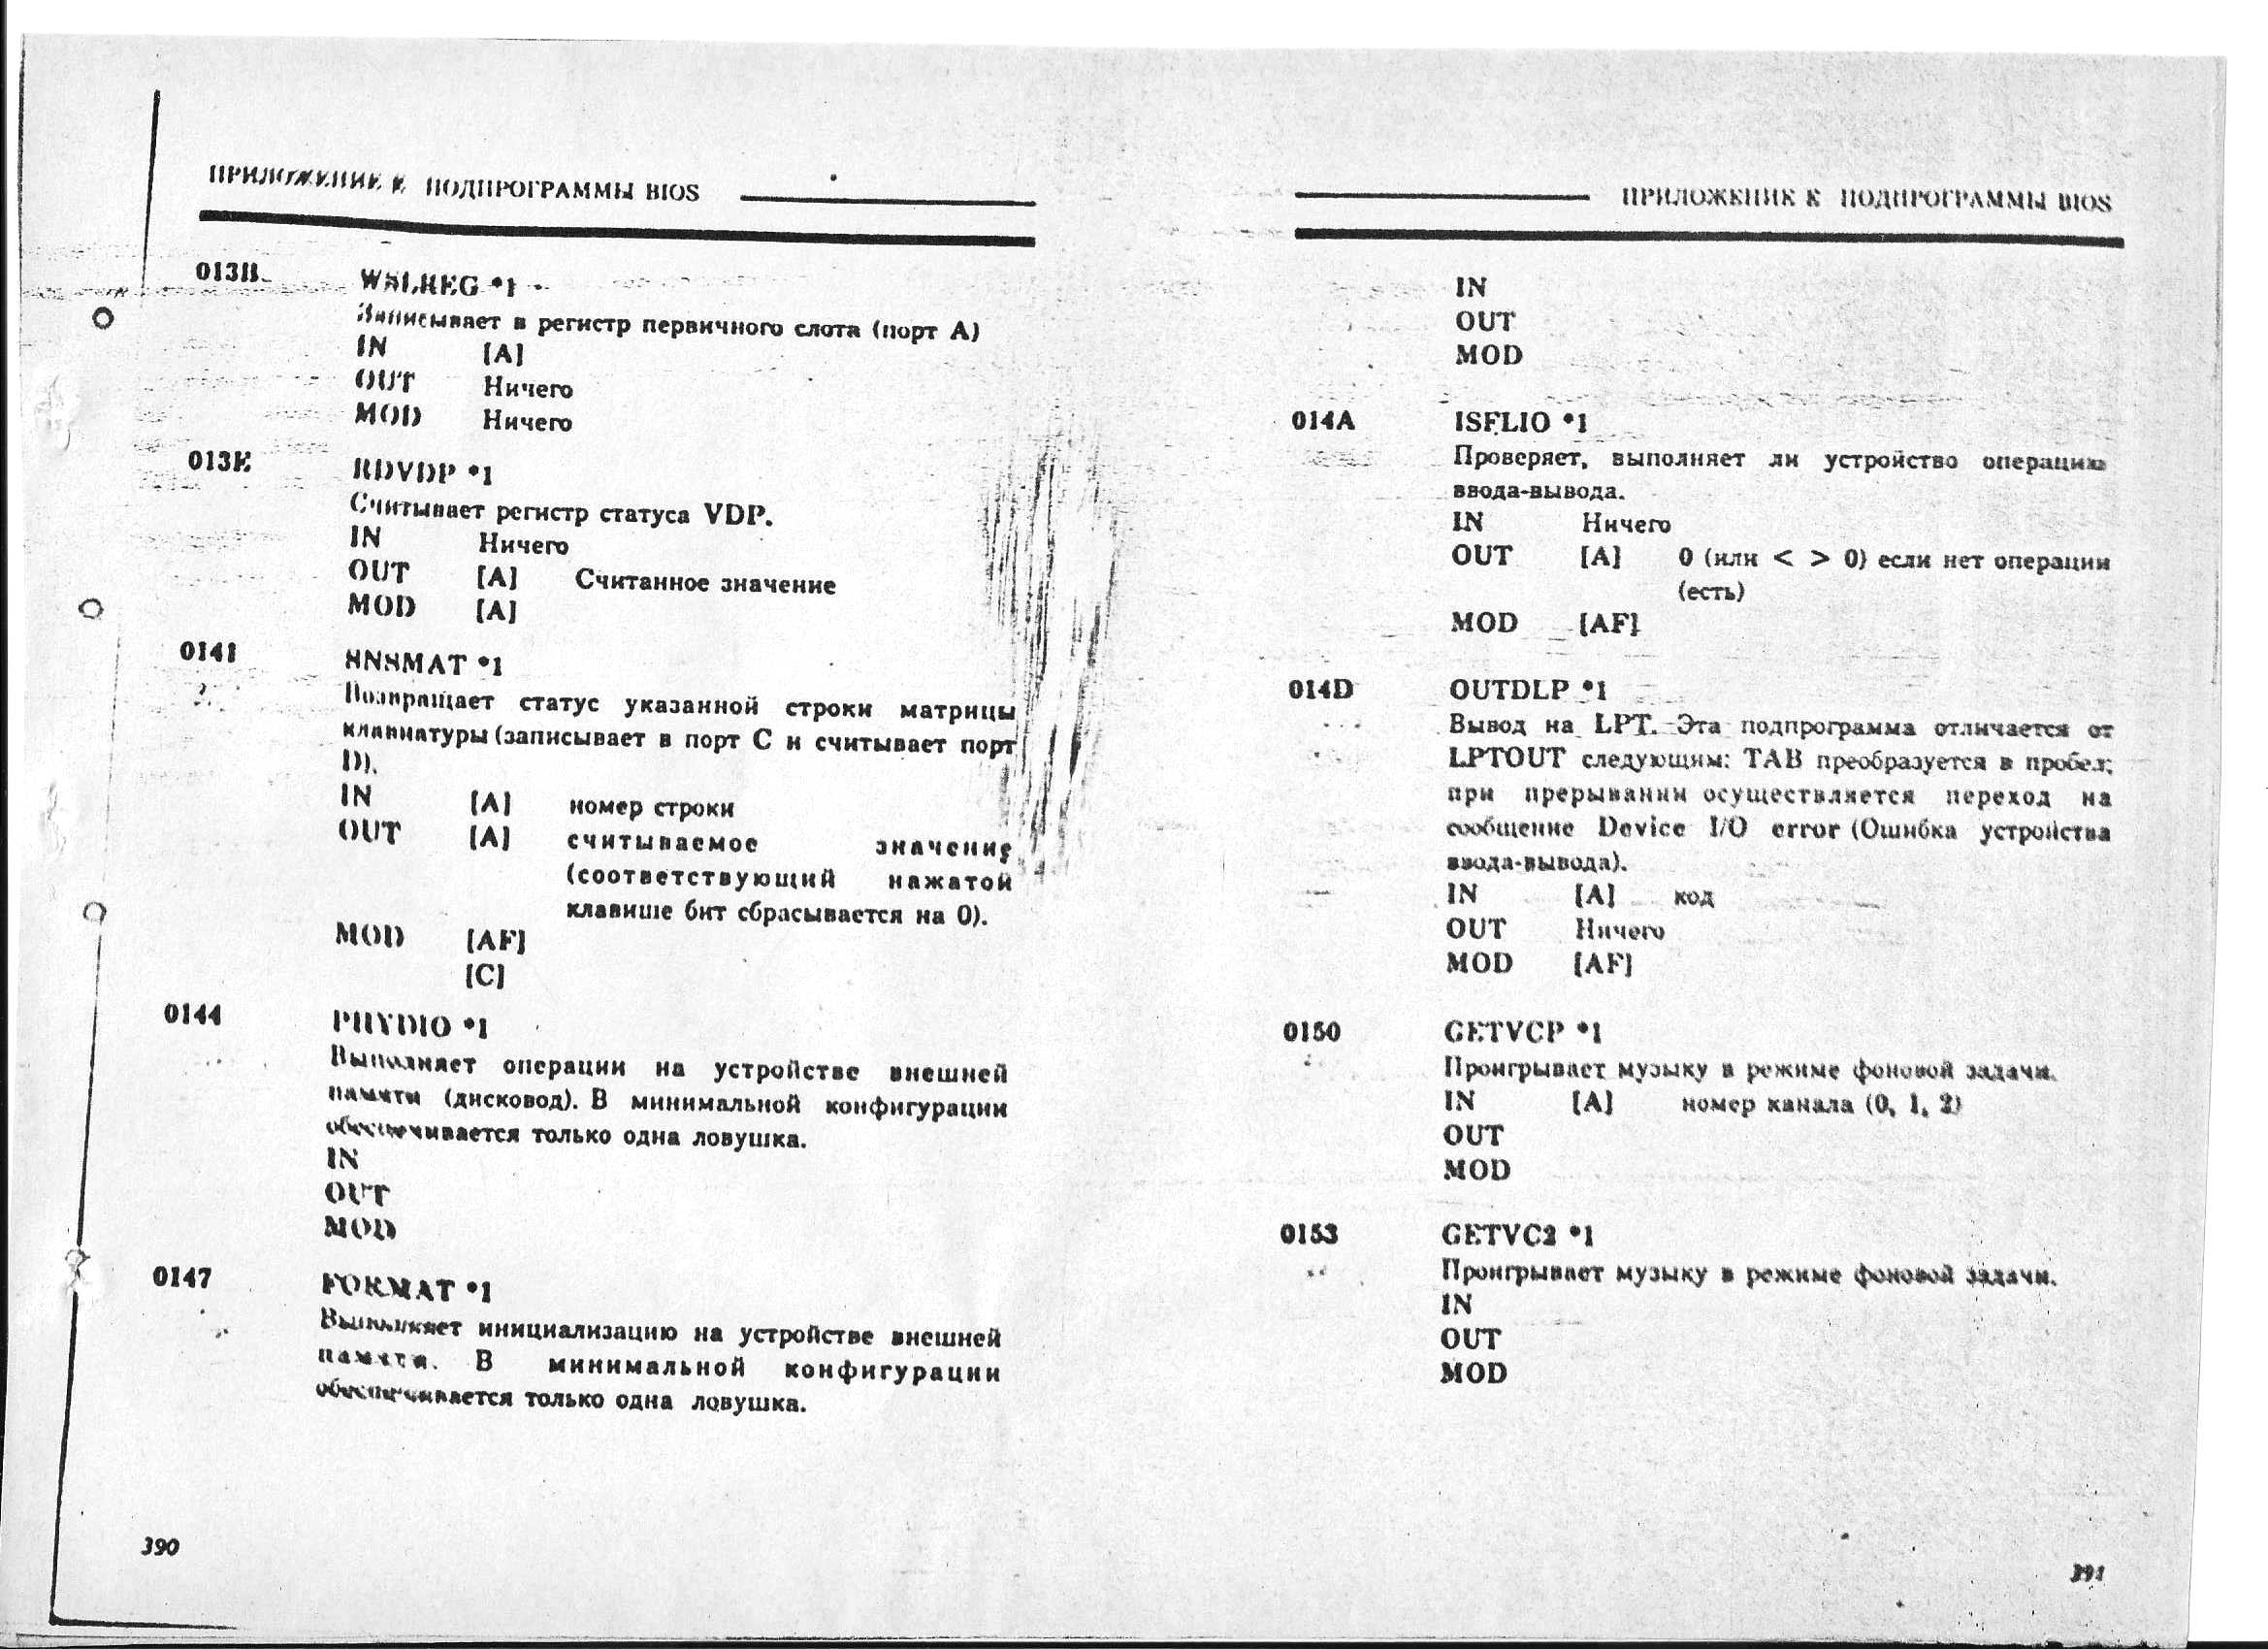 ПРИЛОЖЕНИЕ К ПОДПРОГРАММЫ BIOS
013B WSLREG *1
Записывает в регистр первичного слота (порт А)
IN [A]
OUT Ничего
MOD Ничего
013E RDVDP *1
Считывает регистр статуса VDP.
IN Ничего
OUT [A] Считанное значение
MOD [A]
0141 SNSMAT *1
Возвращает статус указанной строки матрицы
клавиатуры (записывает в порт С и считывает порт
D).
IN [A] номер строки
OUT [A] считываемое значение
(соответствующий нажатой
клавише бит сбрасывается на 0).
MOD [AF]
[C]
0144 PHYDIO *1
Выполняет операции на устройстве внешней
памяти (дисковод). В минимальной конфигурации
обеспечивается только одна ловушка.
IN
OUT
MOD
0147 FORMAT *1
Выполняет инициализацию на устройстве внешней
памяти. В минимальной конфигурации
обеспечивается только одна ловушка.
390
ПРИЛОЖЕНИЕ К ПОДПРОГРАММЫ BIOS
IN
OUT
MOD
014A ISFLIO *1
Проверяет, выполняет ли устройство операцию
ввода-вывода.
IN Ничего
OUT [A] 0 (или < > 0) если нет операции
(есть)
MOD [AF]
014D OUTDLP *1
Вывод на LPT. Эта подпрограмма отличается от
LPTOUT следующим: TAB преобразуется в пробел;
при прерывании осуществляется переход на
сообщение Device I/O error (Ошибка устройства
ввода-вывода).
IN [A] код
OUT Ничего
MOD [AF]
0150 GETVCP *1
Проигрывает музыку в режиме фоновой задачи.
IN [A] номер канала (0, 1, 2)
OUT
MOD
0153 GETVC2 *1
Проигрывает музыку в режиме фоновой задачи.
IN
OUT
MOD
391